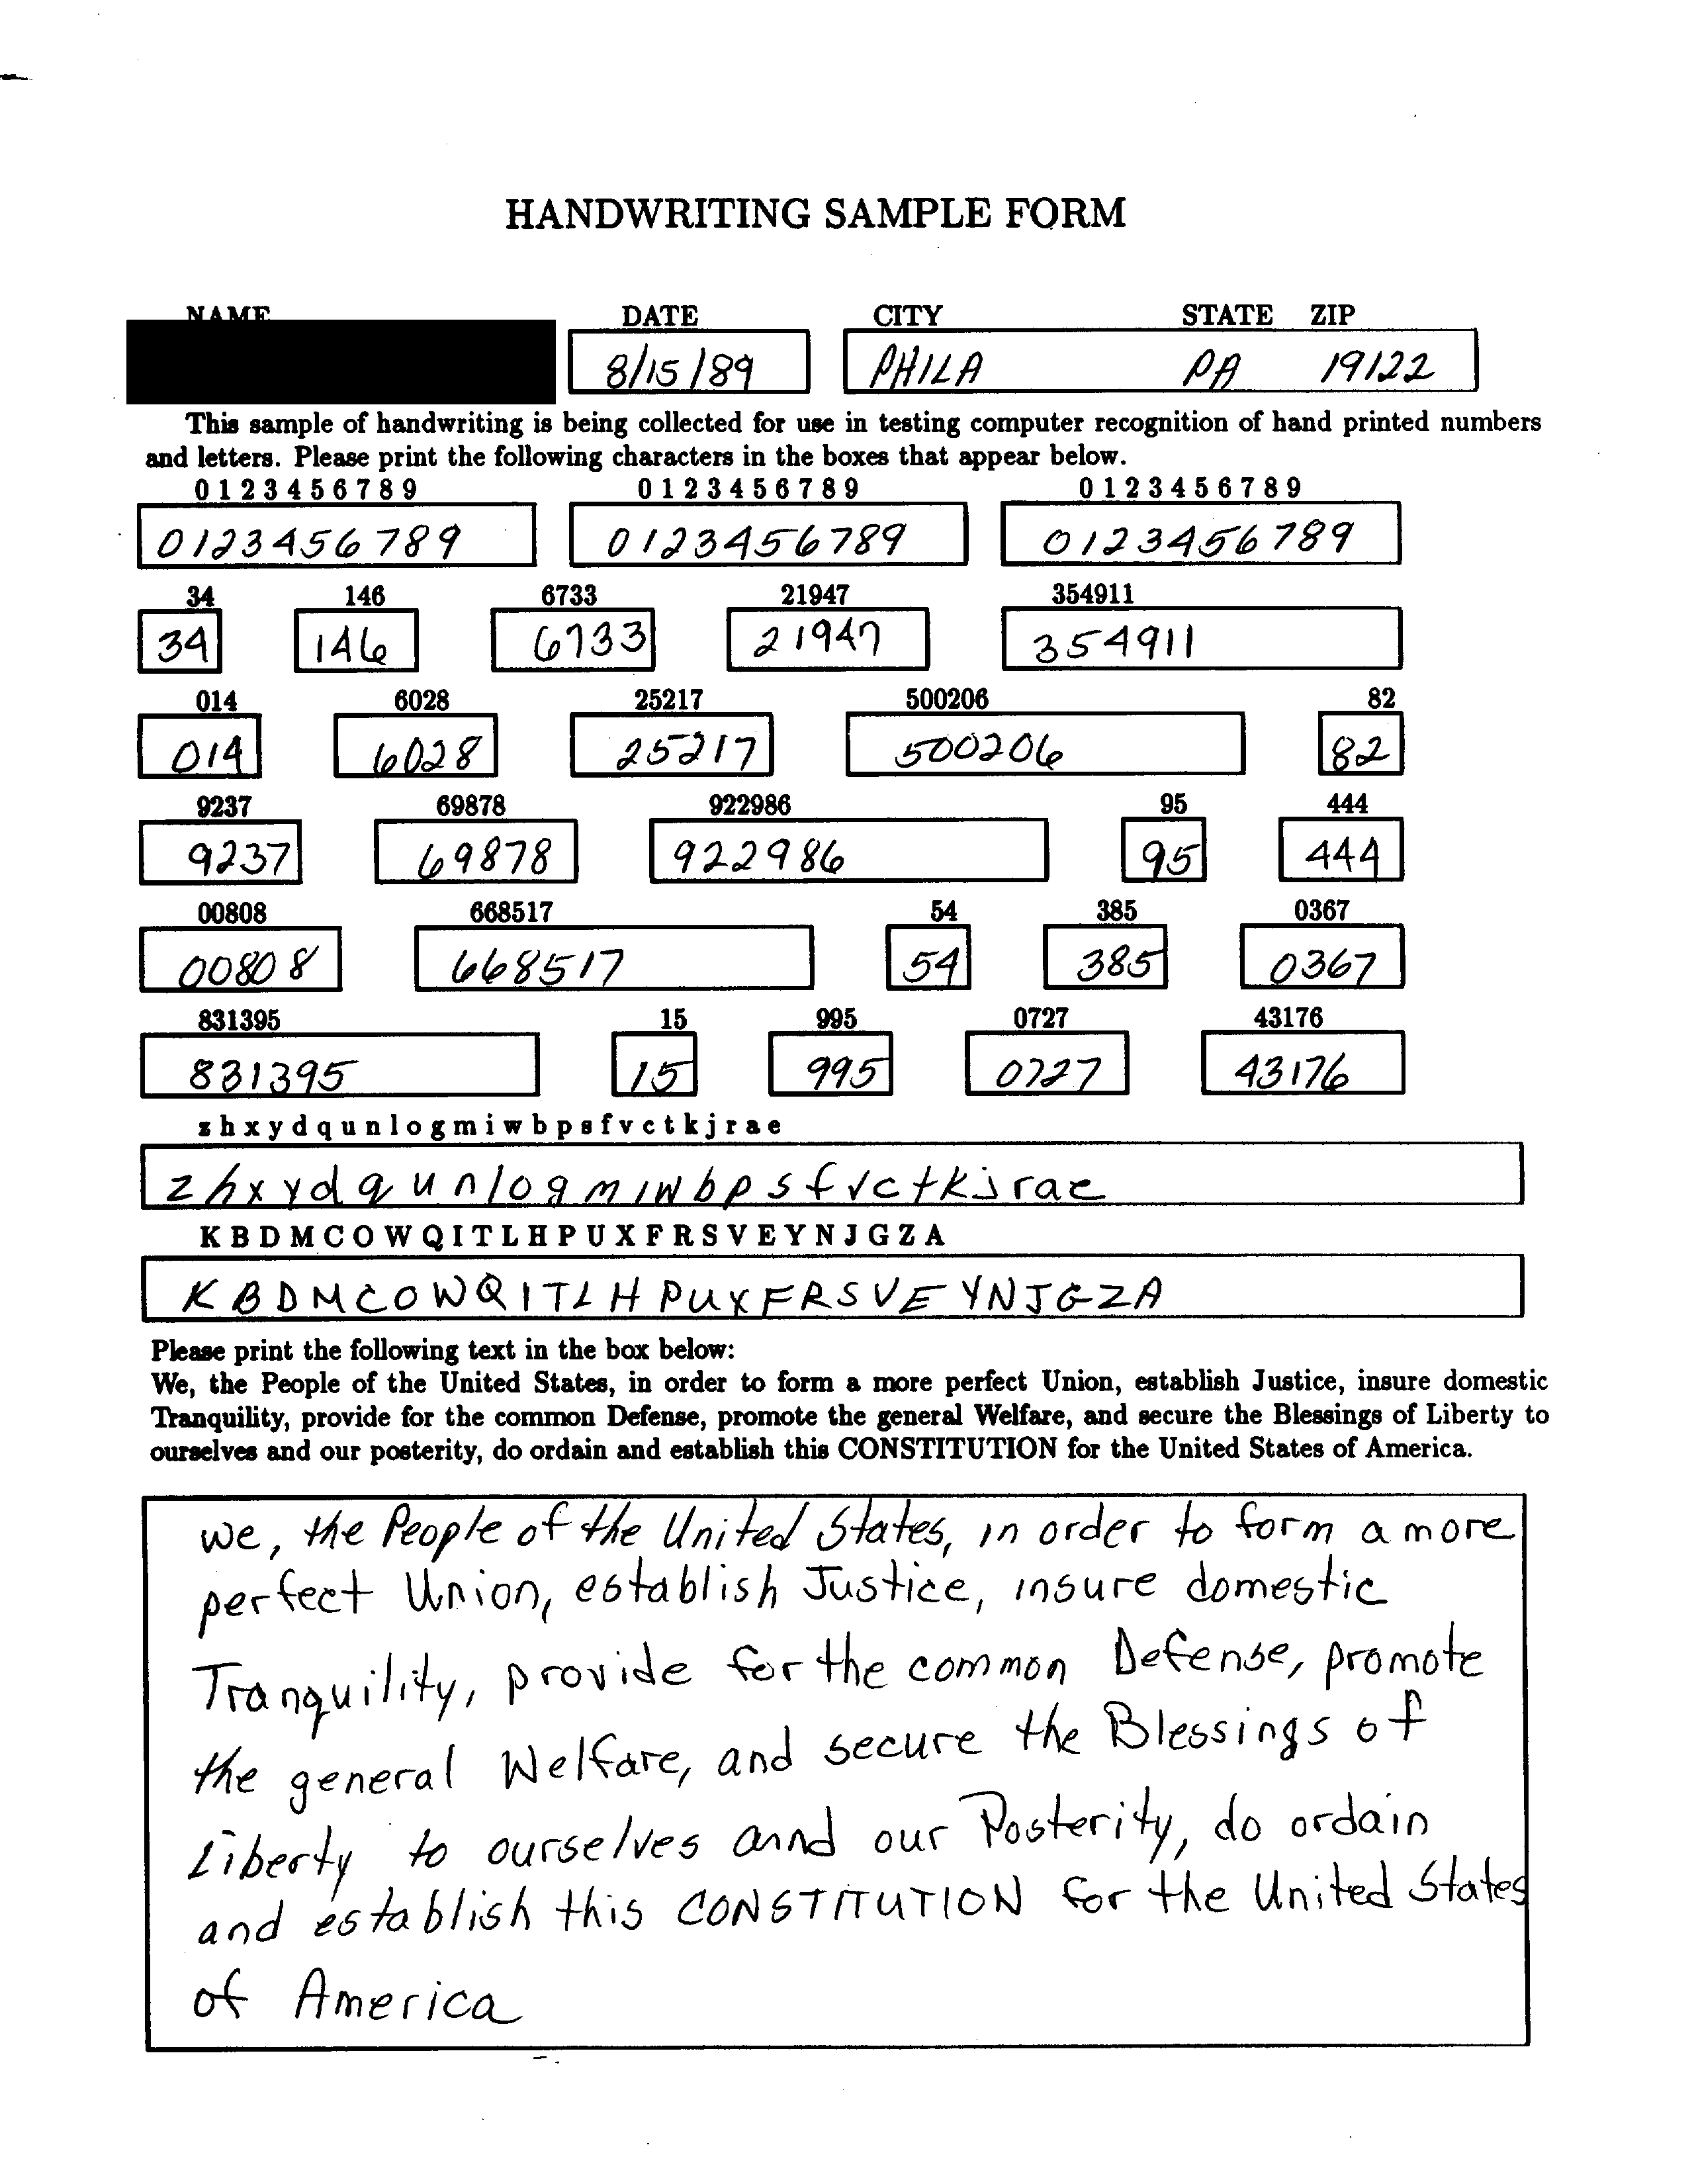 HANDWRITING SAMPLE FORM
NAME DATE CITY STATE ZIP
8/15/89 PHILA PA 19122
This sample of handwriting is being collected for use in testing computer recognition of hand printed numbers
and letters. Please print the following characters in the boxes that appear below.
0 1 2 3 4 5 6 7 8 9 0 1 2 3 4 5 6 7 8 9 0 1 2 3 4 5 6 7 8 9
0123456789 0123456789 0123456789
34 146 6733 21947 354911
34 146 6733 21947 354911
014 6028 25217 500206 82
014 6028 25217 500206 82
9237 69878 922986 95 444
9237 69878 922986 95 444
00808 668517 54 385 0367
00808 668517 54 385 0367
831395 15 995 0727 43176
831395 15 995 0727 43176
z h x y d q u n l o g m i w b p s f v c t k j r a e
z h x y d q u n l o g m i w b p s f v c t k j r a e
K B D M C O W Q I T L H P U X F R S V E Y N J G Z A
K B D M C O W Q I T L H P U X F R S V E Y N J G Z A
Please print the following text in the box below:
We, the People of the United States, in order to form a more perfect Union, establish Justice, insure domestic
Tranquility, provide for the common Defense, promote the general Welfare, and secure the Blessings of Liberty to
ourselves and our posterity, do ordain and establish this CONSTITUTION for the United States of America.
We, the People of the United States, in order to form a more
perfect Union, establish Justice, insure domestic
Tranquility, provide for the common Defense, promote
the general Welfare, and secure the Blessings of
Liberty to ourselves annd our Posterity, do ordain
and establish this CONSTITUTION for the United States
of America